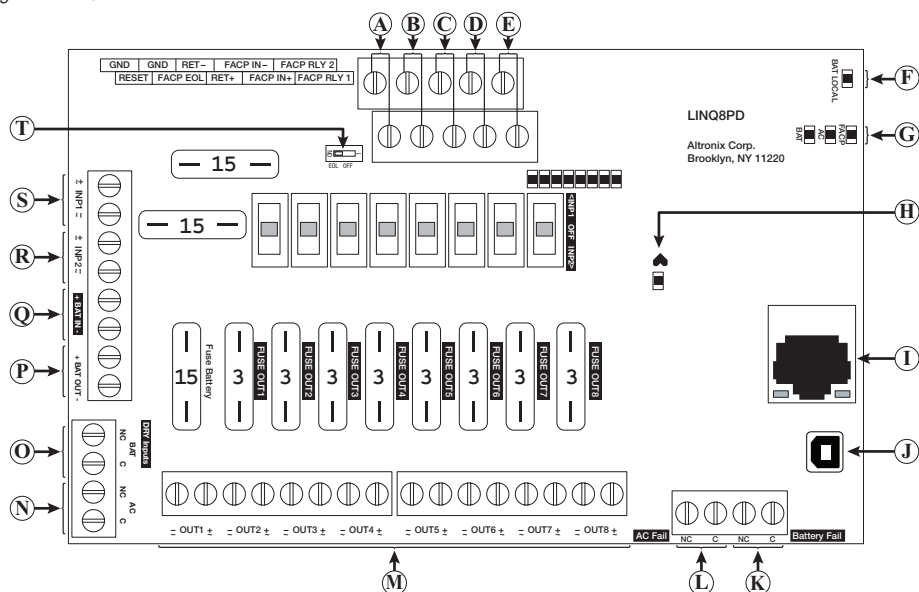 A B C D E
GND GND RET– FACP IN– FACP RLY 2
RESET FACP EOL RET+ FACP IN+ FACP RLY 1
BAT LOCAL
F
LINQ8PD
BAT AC FACP
G
T
Altronix Corp.
Brooklyn, NY 11220
EOL OFF
15
S
± INP1 =
<INP1 OFF INP2>
H
15
R
± INP2 =
Q
+ BAT IN -
P
+ BAT OUT -
15 Fuse Battery
3 FUSE OUT1
3 FUSE OUT2
3 FUSE OUT3
3 FUSE OUT4
3 FUSE OUT5
3 FUSE OUT6
3 FUSE OUT7
3 FUSE OUT8
I
DRY Inputs
O
NC BAT C
J
N
NC AC C
= OUT1 ± = OUT2 ± = OUT3 ± = OUT4 ± = OUT5 ± = OUT6 ± = OUT7 ± = OUT8 ±
AC Fail NC C NC C Battery Fail
M L K